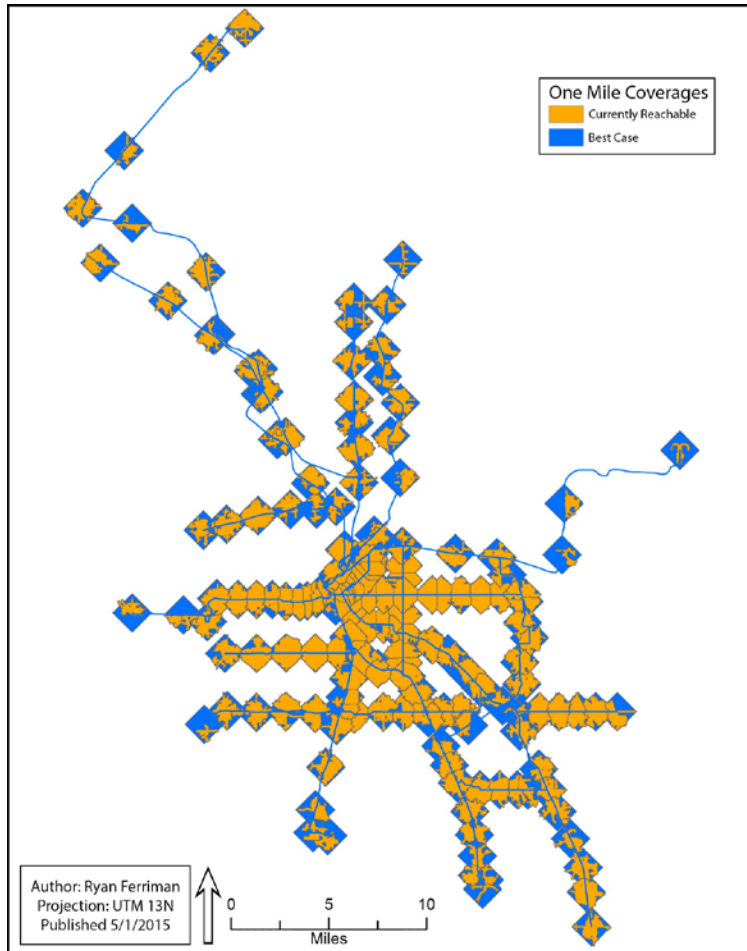 One Mile Coverages
Currently Reachable
Best Case
Author: Ryan Ferriman
Projection: UTM 13N
Published 5/1/2015
0 5 10
Miles